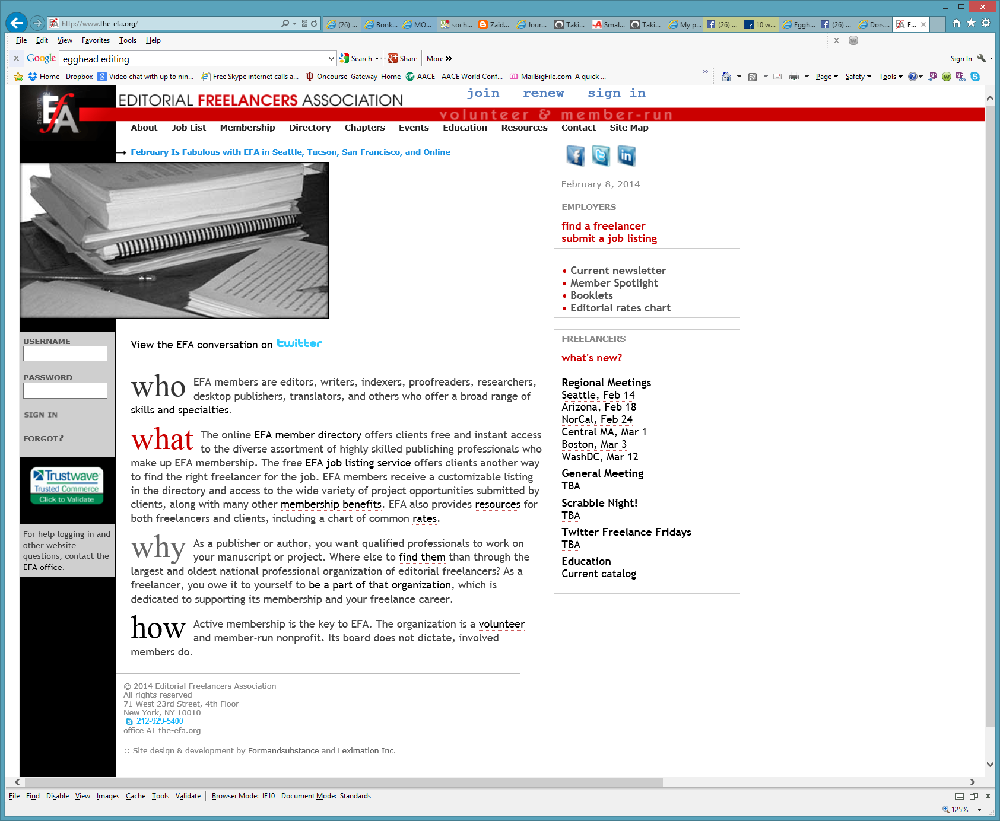 http://www.the-efa.org/
(26) ...
Bonk...
MO...
soch...
Zaid...
Jour...
Taki...
Smal...
Taki...
My p...
(26) ...
10 w...
Eggh...
(26) ...
Dors...
E...
File Edit View Favorites Tools Help
Google egghead editing Search Share More Sign In
Home - Dropbox Video chat with up to nin... Free Skype internet calls a... Oncourse Gateway Home AACE - AACE World Conf... MailBigFile.com A quick ... Page Safety Tools
Since 1970
EFA
EDITORIAL FREELANCERS ASSOCIATION
join renew sign in
volunteer & member-run
About Job List Membership Directory Chapters Events Education Resources Contact Site Map
February Is Fabulous with EFA in Seattle, Tucson, San Francisco, and Online
USERNAME
PASSWORD
SIGN IN
FORGOT?
Trustwave
Trusted Commerce
Click to Validate
For help logging in and
other website
questions, contact the
EFA office.
View the EFA conversation on twitter
who EFA members are editors, writers, indexers, proofreaders, researchers,
desktop publishers, translators, and others who offer a broad range of
skills and specialties.
what The online EFA member directory offers clients free and instant access
to the diverse assortment of highly skilled publishing professionals who
make up EFA membership. The free EFA job listing service offers clients another way
to find the right freelancer for the job. EFA members receive a customizable listing
in the directory and access to the wide variety of project opportunities submitted by
clients, along with many other membership benefits. EFA also provides resources for
both freelancers and clients, including a chart of common rates.
why As a publisher or author, you want qualified professionals to work on
your manuscript or project. Where else to find them than through the
largest and oldest national professional organization of editorial freelancers? As a
freelancer, you owe it to yourself to be a part of that organization, which is
dedicated to supporting its membership and your freelance career.
how Active membership is the key to EFA. The organization is a volunteer
and member-run nonprofit. Its board does not dictate, involved
members do.
© 2014 Editorial Freelancers Association
All rights reserved
71 West 23rd Street, 4th Floor
New York, NY 10010
212-929-5400
office AT the-efa.org
:: Site design & development by Formandsubstance and Leximation Inc.
February 8, 2014
EMPLOYERS
find a freelancer
submit a job listing
• Current newsletter
• Member Spotlight
• Booklets
• Editorial rates chart
FREELANCERS
what's new?
Regional Meetings
Seattle, Feb 14
Arizona, Feb 18
NorCal, Feb 24
Central MA, Mar 1
Boston, Mar 3
WashDC, Mar 12
General Meeting
TBA
Scrabble Night!
TBA
Twitter Freelance Fridays
TBA
Education
Current catalog
File Find Disable View Images Cache Tools Validate Browser Mode: IE10 Document Mode: Standards
125%